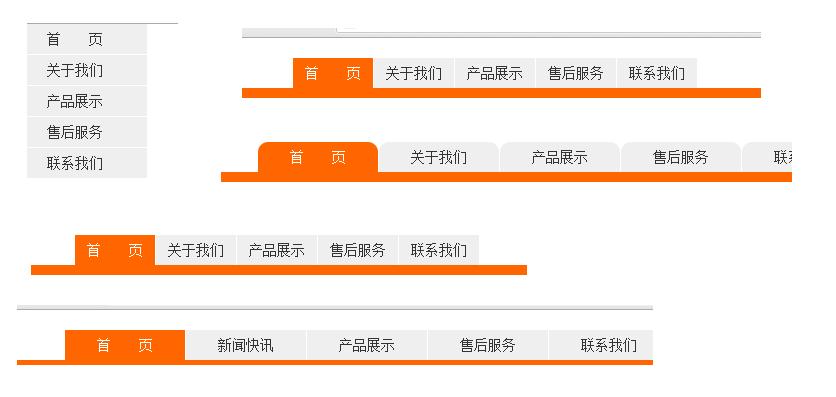 首 页
关于我们
产品展示
售后服务
联系我们
首 页 关于我们 产品展示 售后服务 联系我们
首 页 关于我们 产品展示 售后服务 联
首 页 关于我们 产品展示 售后服务 联系我们
首 页 新闻快讯 产品展示 售后服务 联系我们